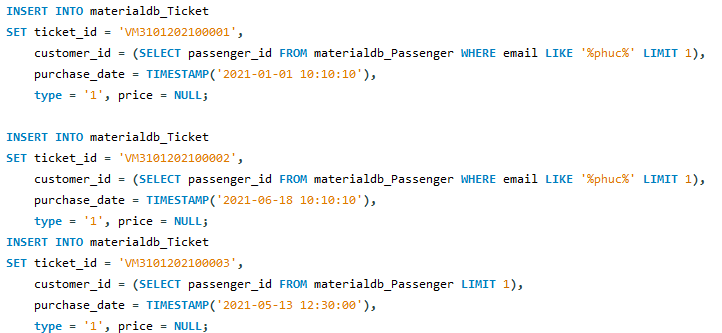 INSERT INTO materialdb_Ticket
SET ticket_id = 'VM3101202100001',
customer_id = (SELECT passenger_id FROM materialdb_Passenger WHERE email LIKE '%phuc%' LIMIT 1),
purchase_date = TIMESTAMP('2021-01-01 10:10:10'),
type = '1', price = NULL;
INSERT INTO materialdb_Ticket
SET ticket_id = 'VM3101202100002',
customer_id = (SELECT passenger_id FROM materialdb_Passenger WHERE email LIKE '%phuc%' LIMIT 1),
purchase_date = TIMESTAMP('2021-06-18 10:10:10'),
type = '1', price = NULL;
INSERT INTO materialdb_Ticket
SET ticket_id = 'VM3101202100003',
customer_id = (SELECT passenger_id FROM materialdb_Passenger LIMIT 1),
purchase_date = TIMESTAMP('2021-05-13 12:30:00'),
type = '1', price = NULL;